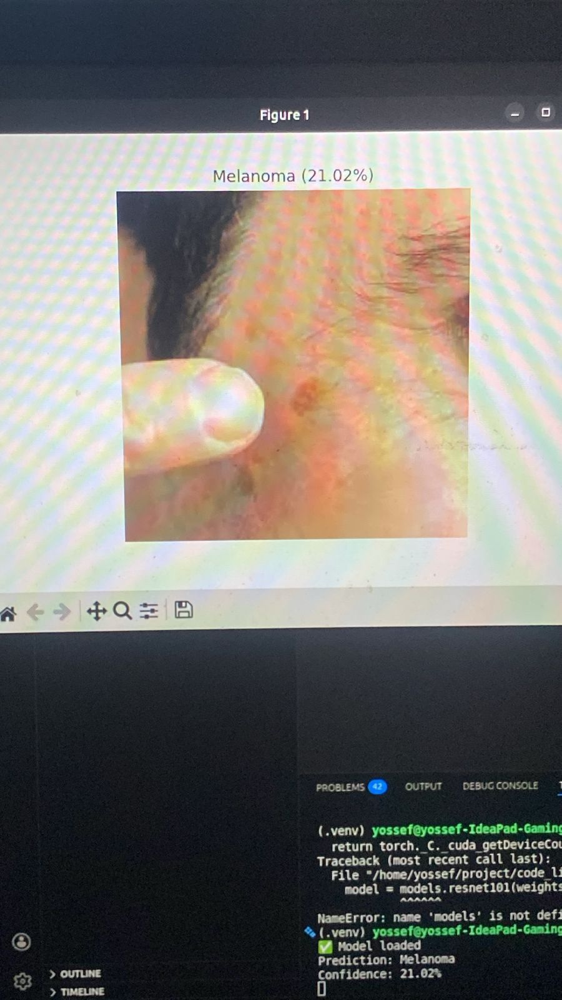 Figure 1
Melanoma (21.02%)
PROBLEMS 42 OUTPUT DEBUG CONSOLE
(.venv) yossef@yossef-IdeaPad-Gaming
return torch._C._cuda_getDeviceCou
Traceback (most recent call last):
File "/home/yossef/project/code_li
model = models.resnet101(weights
^^^^^^
NameError: name 'models' is not defi
(.venv) yossef@yossef-IdeaPad-Gaming
✅ Model loaded
Prediction: Melanoma
Confidence: 21.02%
> OUTLINE
> TIMELINE